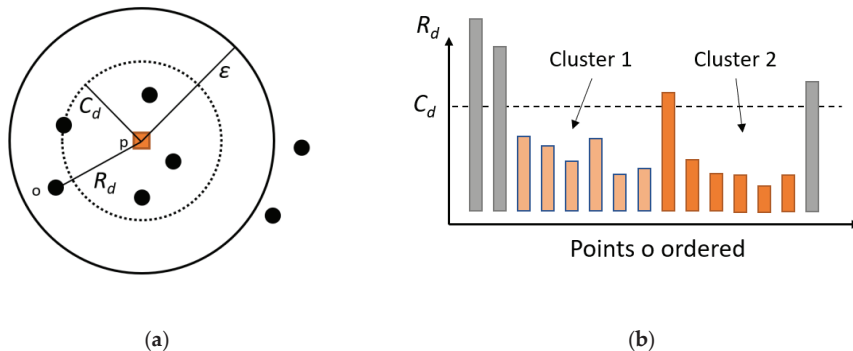 ε
C_d
p
o
R_d
(a)
R_d
C_d
Cluster 1
Cluster 2
Points o ordered
(b)